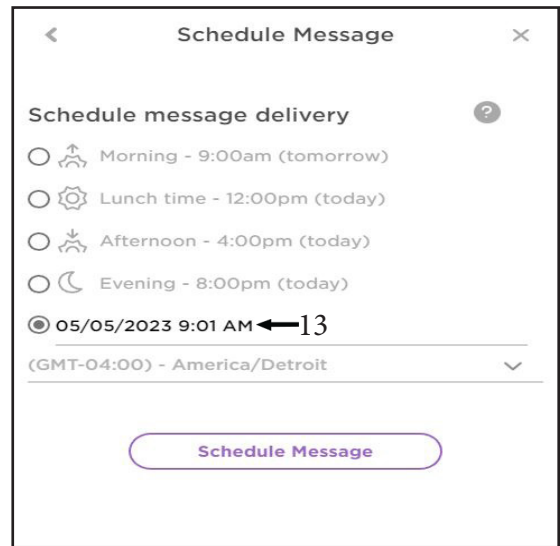 Schedule Message
Schedule message delivery
?
Morning - 9:00am (tomorrow)
Lunch time - 12:00pm (today)
Afternoon - 4:00pm (today)
Evening - 8:00pm (today)
05/05/2023 9:01 AM 13
(GMT-04:00) - America/Detroit
Schedule Message